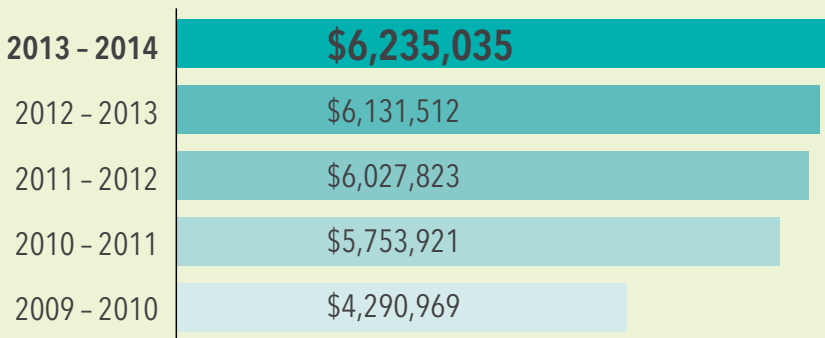 2013 – 2014 $6,235,035
2012 – 2013 $6,131,512
2011 – 2012 $6,027,823
2010 – 2011 $5,753,921
2009 – 2010 $4,290,969